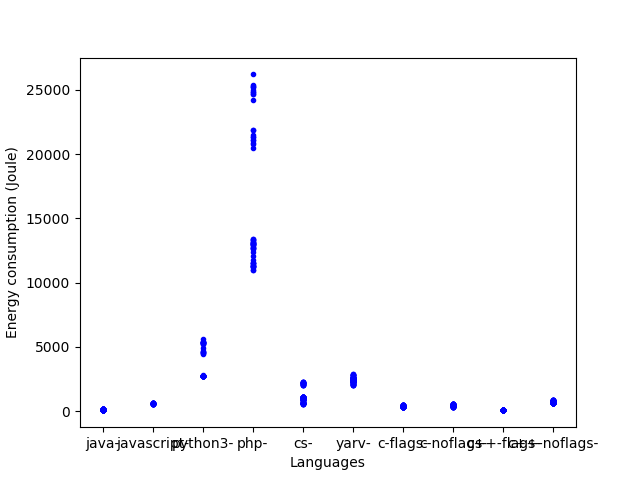 Energy consumption (Joule)
25000
20000
15000
10000
5000
0
java- javascript- python3- php- cs- yarv- c-flags- c-noflags- c++-flags- c++-noflags-
Languages